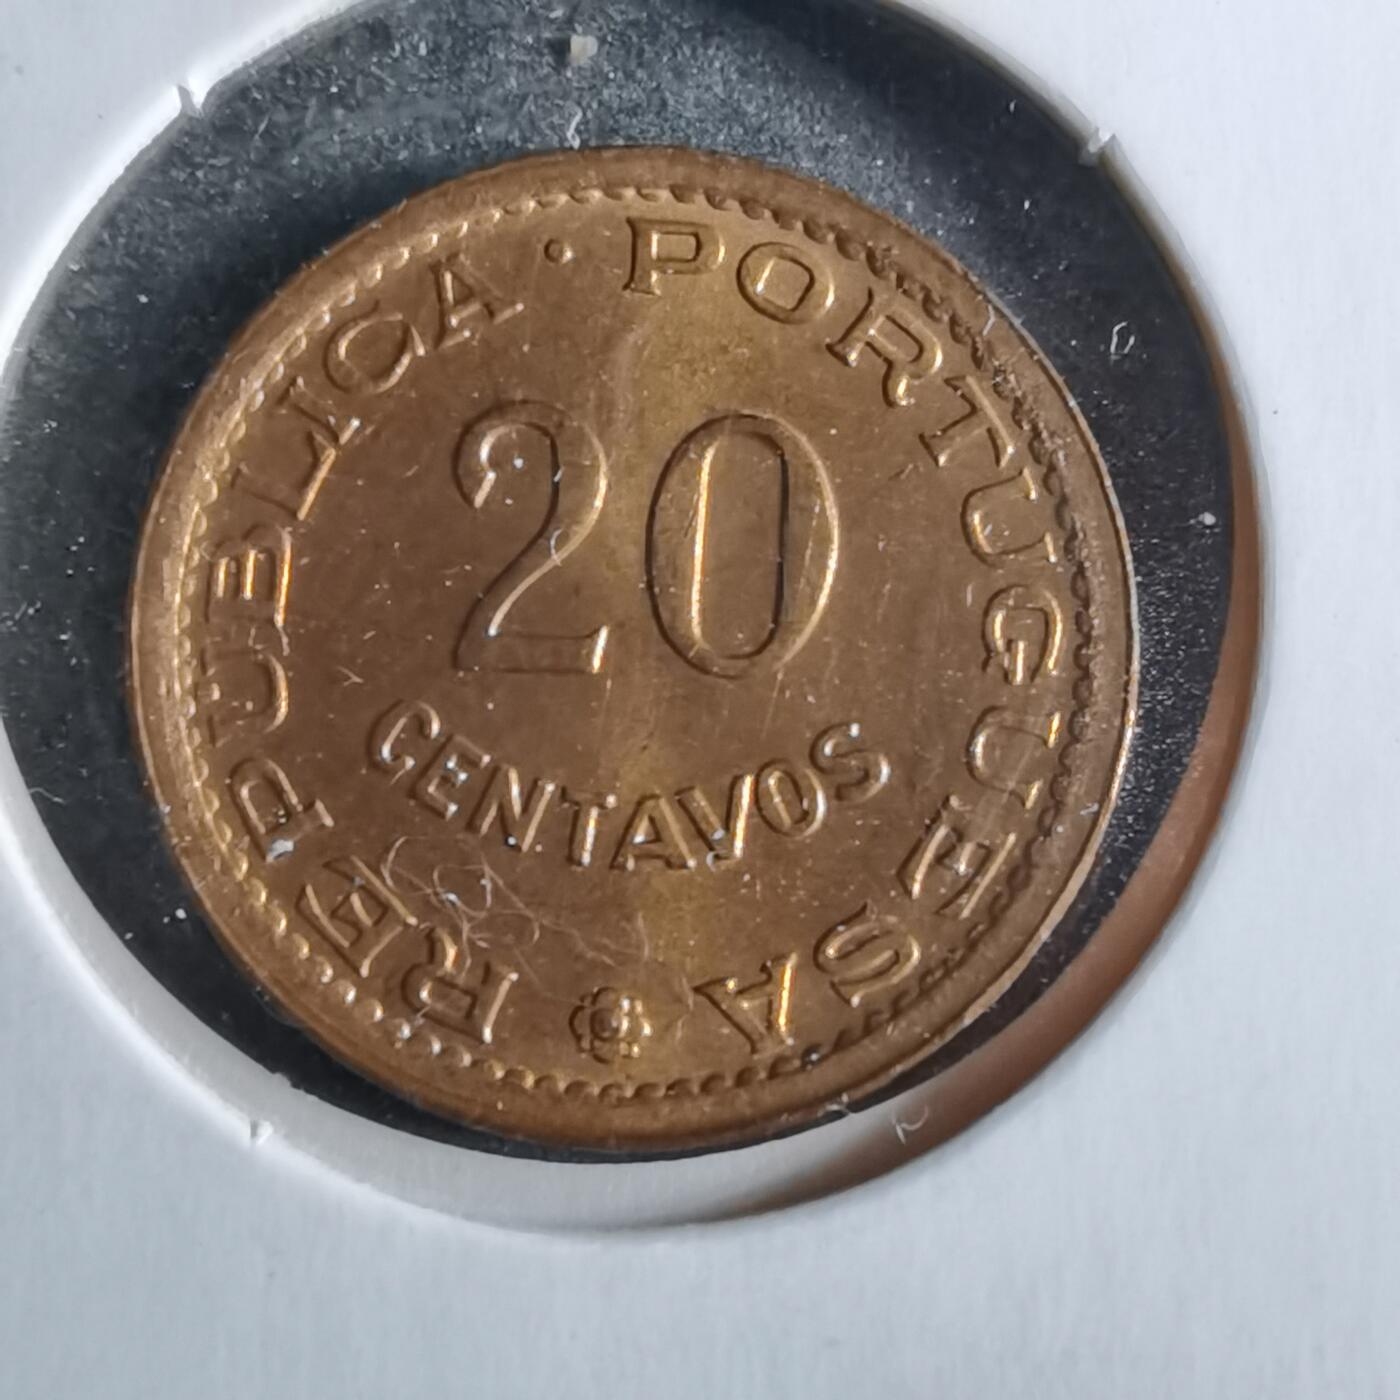 REPUBLICA · PORTUGUESA
20
CENTAVOS